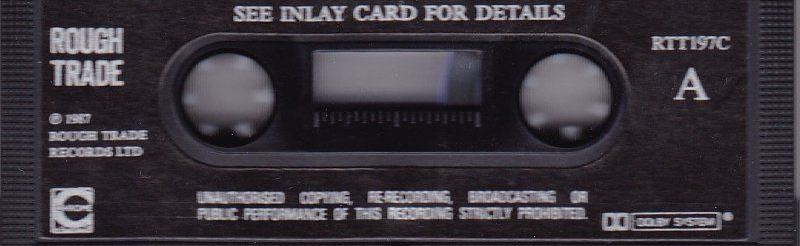 SEE INLAY CARD FOR DETAILS
ROUGH
TRADE
RTT197C
A
© 1987
ROUGH TRADE
RECORDS LTD
UNAUTHORISED COPYING, RE-RECORDING, BROADCASTING OR
PUBLIC PERFORMANCE OF THIS RECORDING STRICTLY PROHIBITED.
DOLBY SYSTEM®